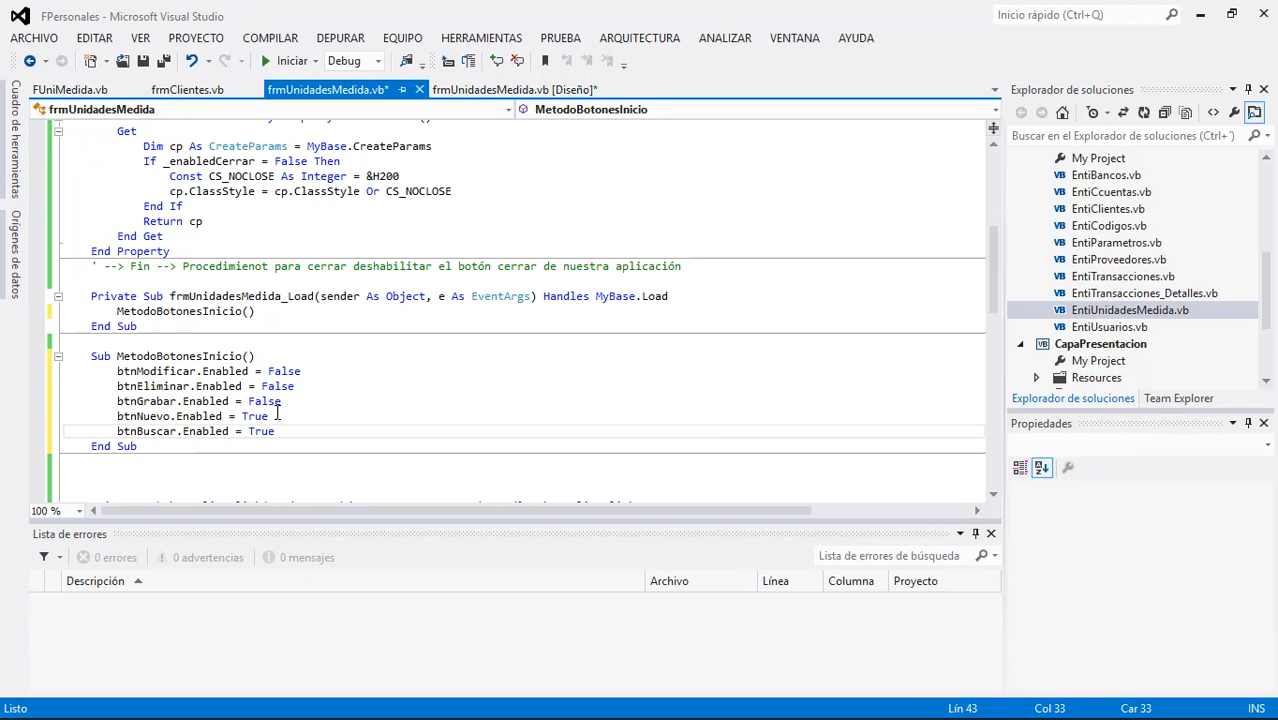 FPersonales - Microsoft Visual Studio
Inicio rápido (Ctrl+Q)
ARCHIVO EDITAR VER PROYECTO COMPILAR DEPURAR EQUIPO HERRAMIENTAS PRUEBA ARQUITECTURA ANALIZAR VENTANA AYUDA
Iniciar Debug
Cuadro de herramientas
Orígenes de datos
FUniMedida.vb frmClientes.vb frmUnidadesMedida.vb* frmUnidadesMedida.vb [Diseño]*
frmUnidadesMedida MetodoBotonesInicio
Get
Dim cp As CreateParams = MyBase.CreateParams
If _enabledCerrar = False Then
Const CS_NOCLOSE As Integer = &H200
cp.ClassStyle = cp.ClassStyle Or CS_NOCLOSE
End If
Return cp
End Get
End Property
' --> Fin --> Procedimienot para cerrar deshabilitar el botón cerrar de nuestra aplicación
Private Sub frmUnidadesMedida_Load(sender As Object, e As EventArgs) Handles MyBase.Load
MetodoBotonesInicio()
End Sub
Sub MetodoBotonesInicio()
btnModificar.Enabled = False
btnEliminar.Enabled = False
btnGrabar.Enabled = False
btnNuevo.Enabled = True
btnBuscar.Enabled = True
End Sub
100 %
Explorador de soluciones
Buscar en el Explorador de soluciones (Ctrl+´)
My Project
EntiBancos.vb
EntiCcuentas.vb
EntiClientes.vb
EntiCodigos.vb
EntiParametros.vb
EntiProveedores.vb
EntiTransacciones.vb
EntiTransacciones_Detalles.vb
EntiUnidadesMedida.vb
EntiUsuarios.vb
CapaPresentacion
My Project
Resources
Explorador de soluciones Team Explorer
Propiedades
Lista de errores
0 errores 0 advertencias 0 mensajes Lista de errores de búsqueda
Descripción Archivo Línea Columna Proyecto
Listo Lín 43 Col 33 Car 33 INS